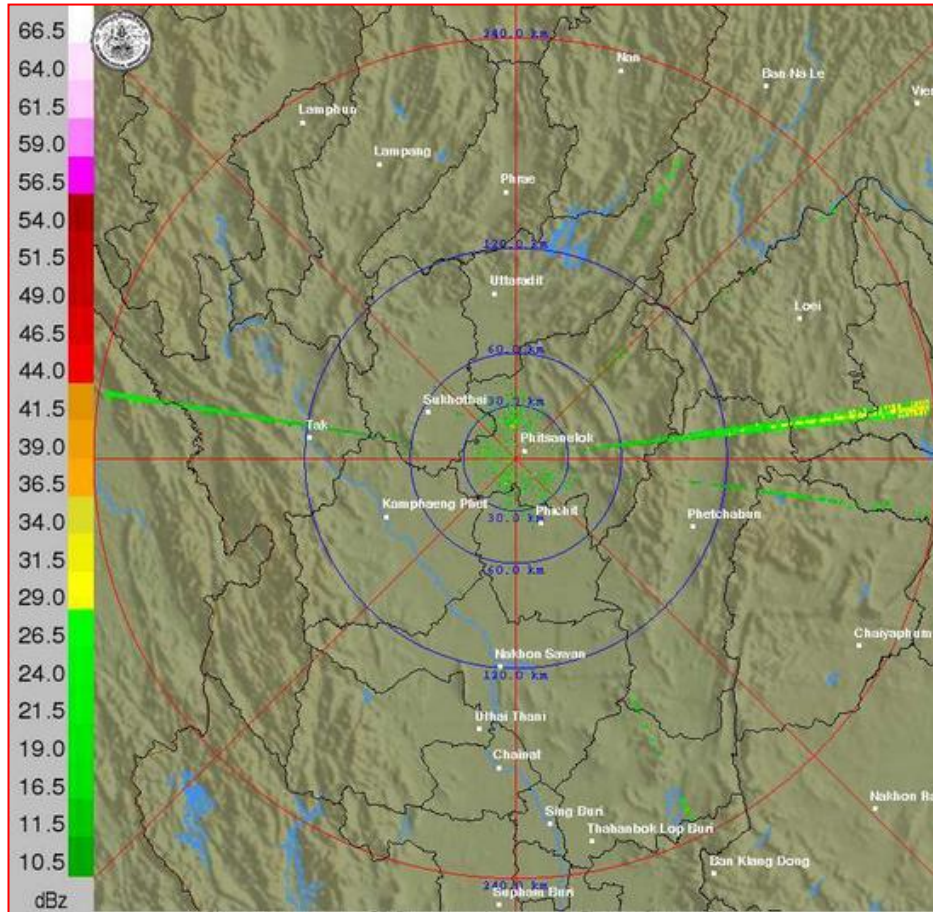 66.5
64.0
61.5
59.0
56.5
54.0
51.5
49.0
46.5
44.0
41.5
39.0
36.5
34.0
31.5
29.0
26.5
24.0
21.5
19.0
16.5
11.5
10.5
dBz
240.0 km
Nan
Ban Na Le
Vien
Lamphun
Lampang
Phrae
120.0 km
Uttaradit
Loei
60.0 km
Sukhothai
30.0 km
Tak
Phitsanulok
Kamphaeng Phet
Phichit
30.0 km
Phetchabun
60.0 km
Chaiyaphum
Nakhon Sawan
120.0 km
Uthai Thani
Chainat
Sing Buri
Nakhon Ra
Thahanbok Lop Buri
Ban Klang Dong
240.0 km
Suphan Buri